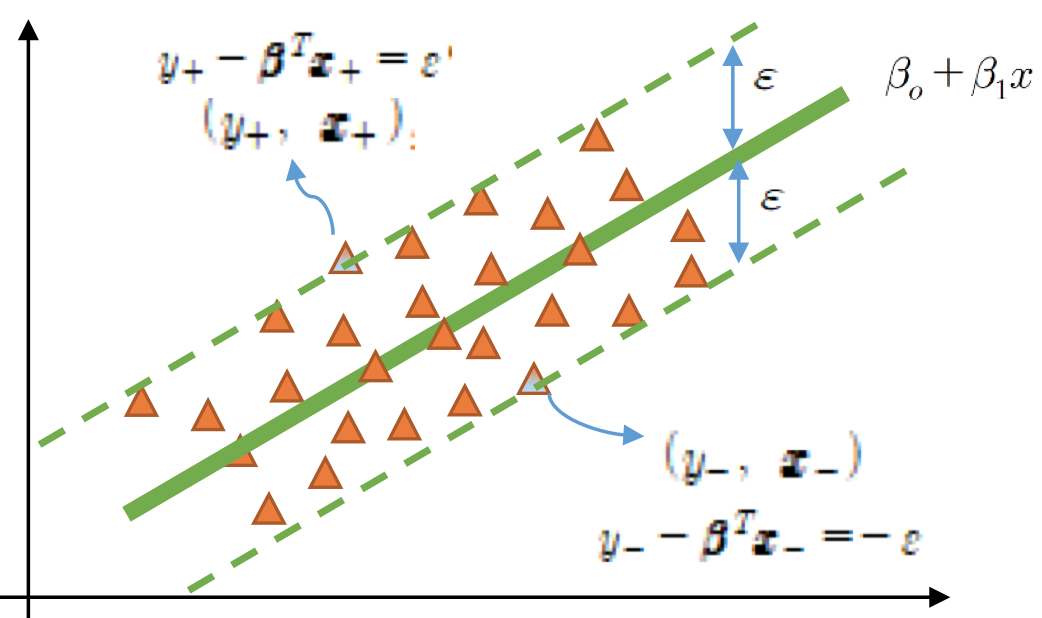 y₊ − βᵀx₊ = ε'
(y₊, x₊).
ε
β₀ + β₁x
ε
(y₋, x₋)
y₋ − βᵀx₋ = − ε